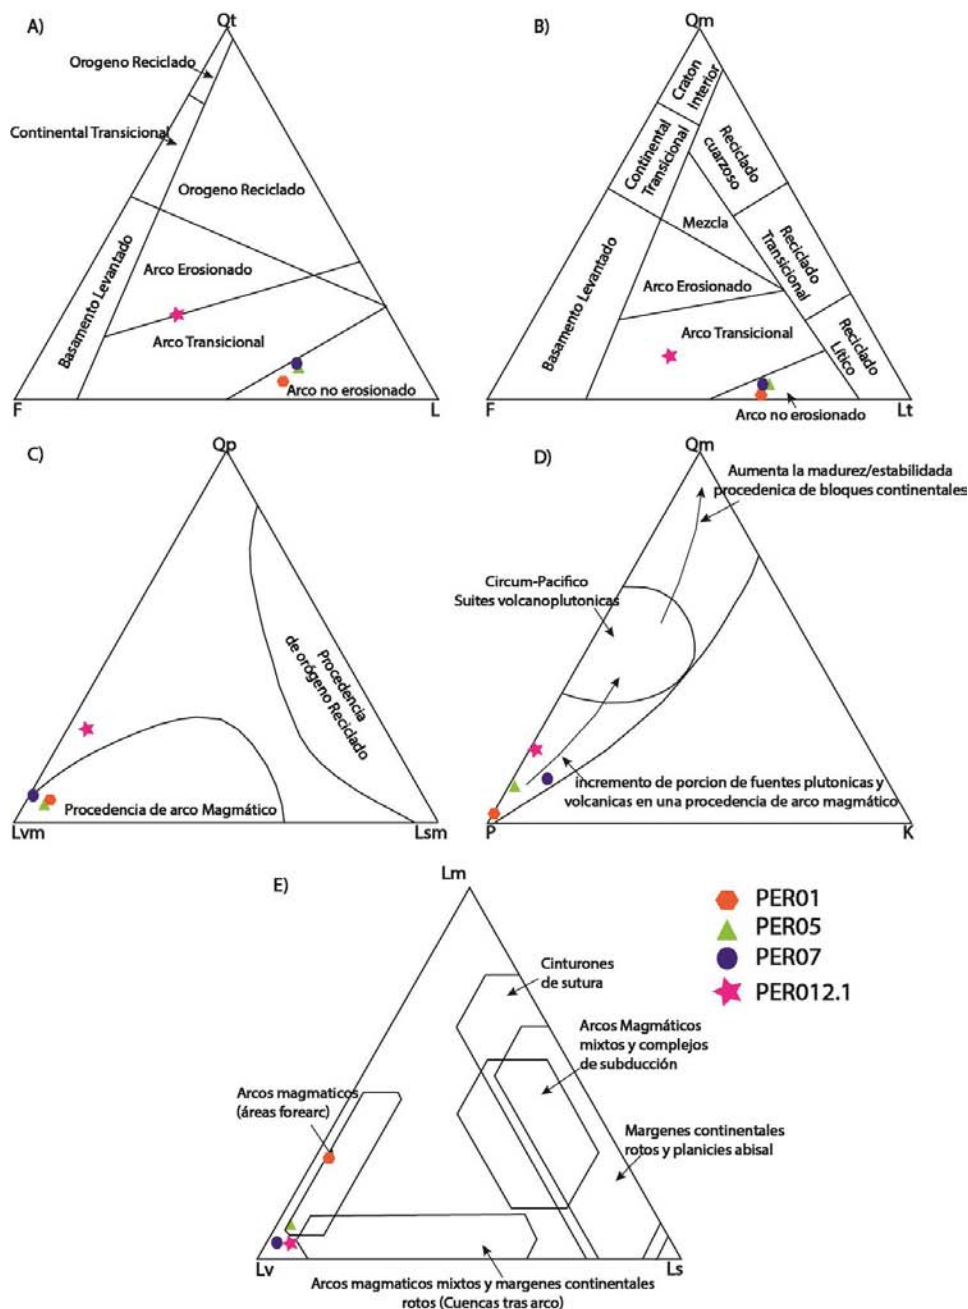 A)
Qt
Orogeno Reciclado
Continental Transicional
Orogeno Reciclado
Basamento Levantado
Arco Erosionado
Arco Transicional
Arco no erosionado
F
L
B)
Qm
Craton
Interior
Continental
Transicional
Reciclado
cuarzoso
Mezcla
Reciclado
Transicional
Basamento Levantado
Arco Erosionado
Arco Transicional
Reciclado
Lítico
Arco no erosionado
F
Lt
C)
Qp
Procedencia
de orógeno Reciclado
Procedencia de arco Magmático
Lvm
Lsm
D)
Qm
Aumenta la madurez/estabilidada
procedenica de bloques continentales
Circum-Pacifico
Suites volcanoplutonicas
incremento de porcion de fuentes plutonicas y
volcanicas en una procedencia de arco magmático
P
K
E)
Lm
Cinturones
de sutura
Arcos Magmáticos
mixtos y complejos
de subducción
Arcos magmaticos
(áreas forearc)
Margenes continentales
rotos y planicies abisal
Lv
Ls
Arcos magmaticos mixtos y margenes continentales
rotos (Cuencas tras arco)
PER01
PER05
PER07
PER012.1